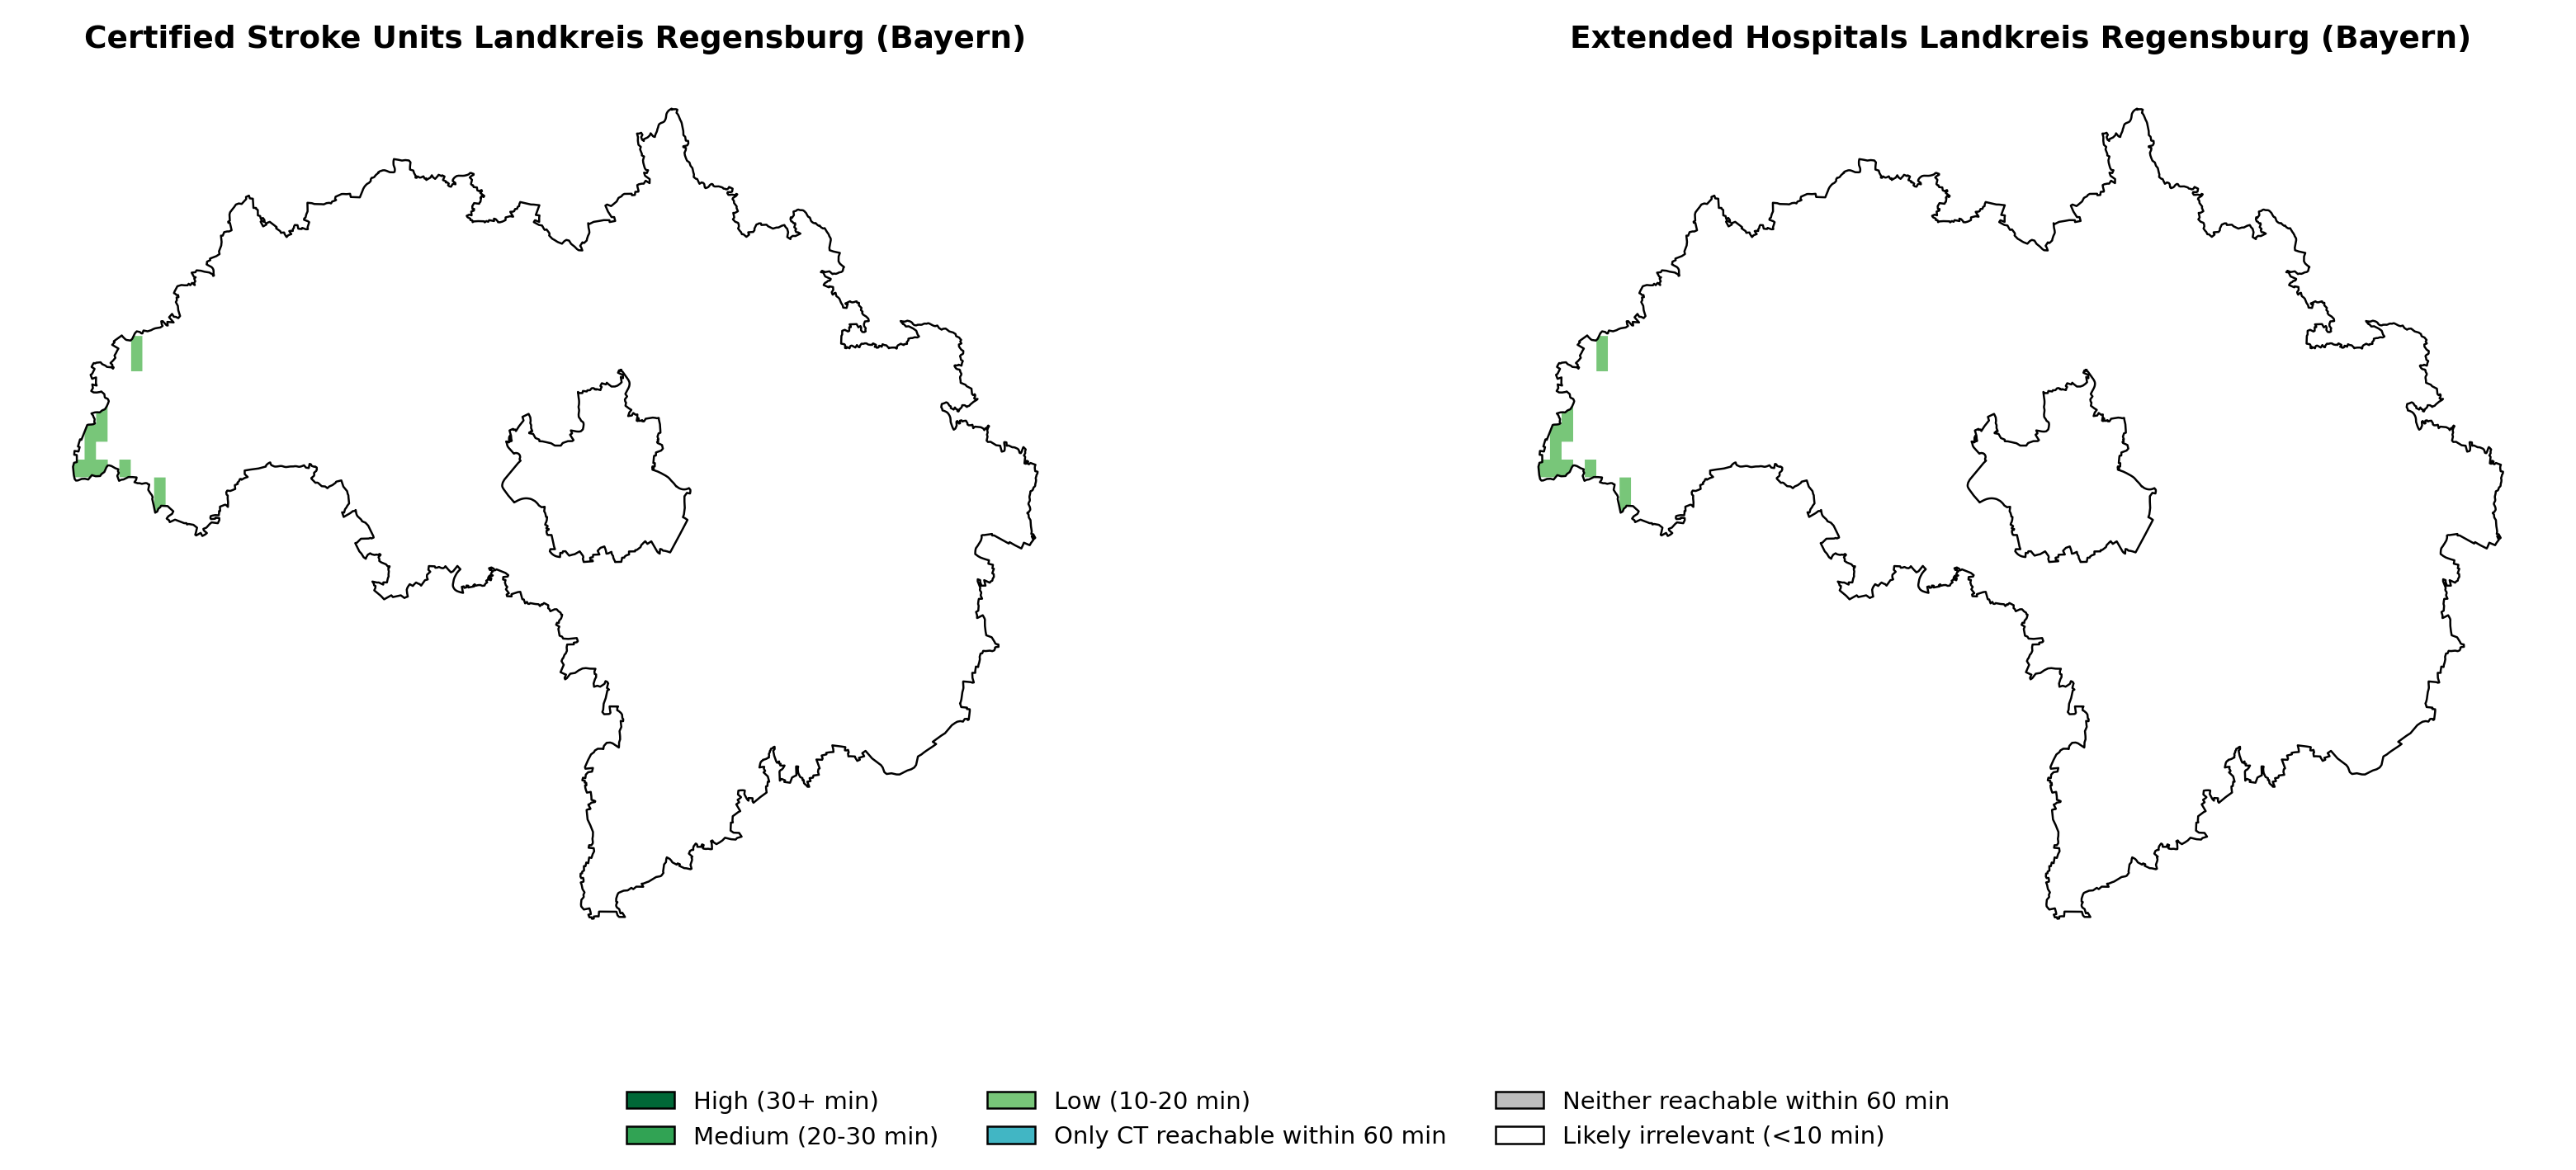 Certified Stroke Units Landkreis Regensburg (Bayern)
Extended Hospitals Landkreis Regensburg (Bayern)
High (30+ min)
Medium (20-30 min)
Low (10-20 min)
Only CT reachable within 60 min
Neither reachable within 60 min
Likely irrelevant (<10 min)